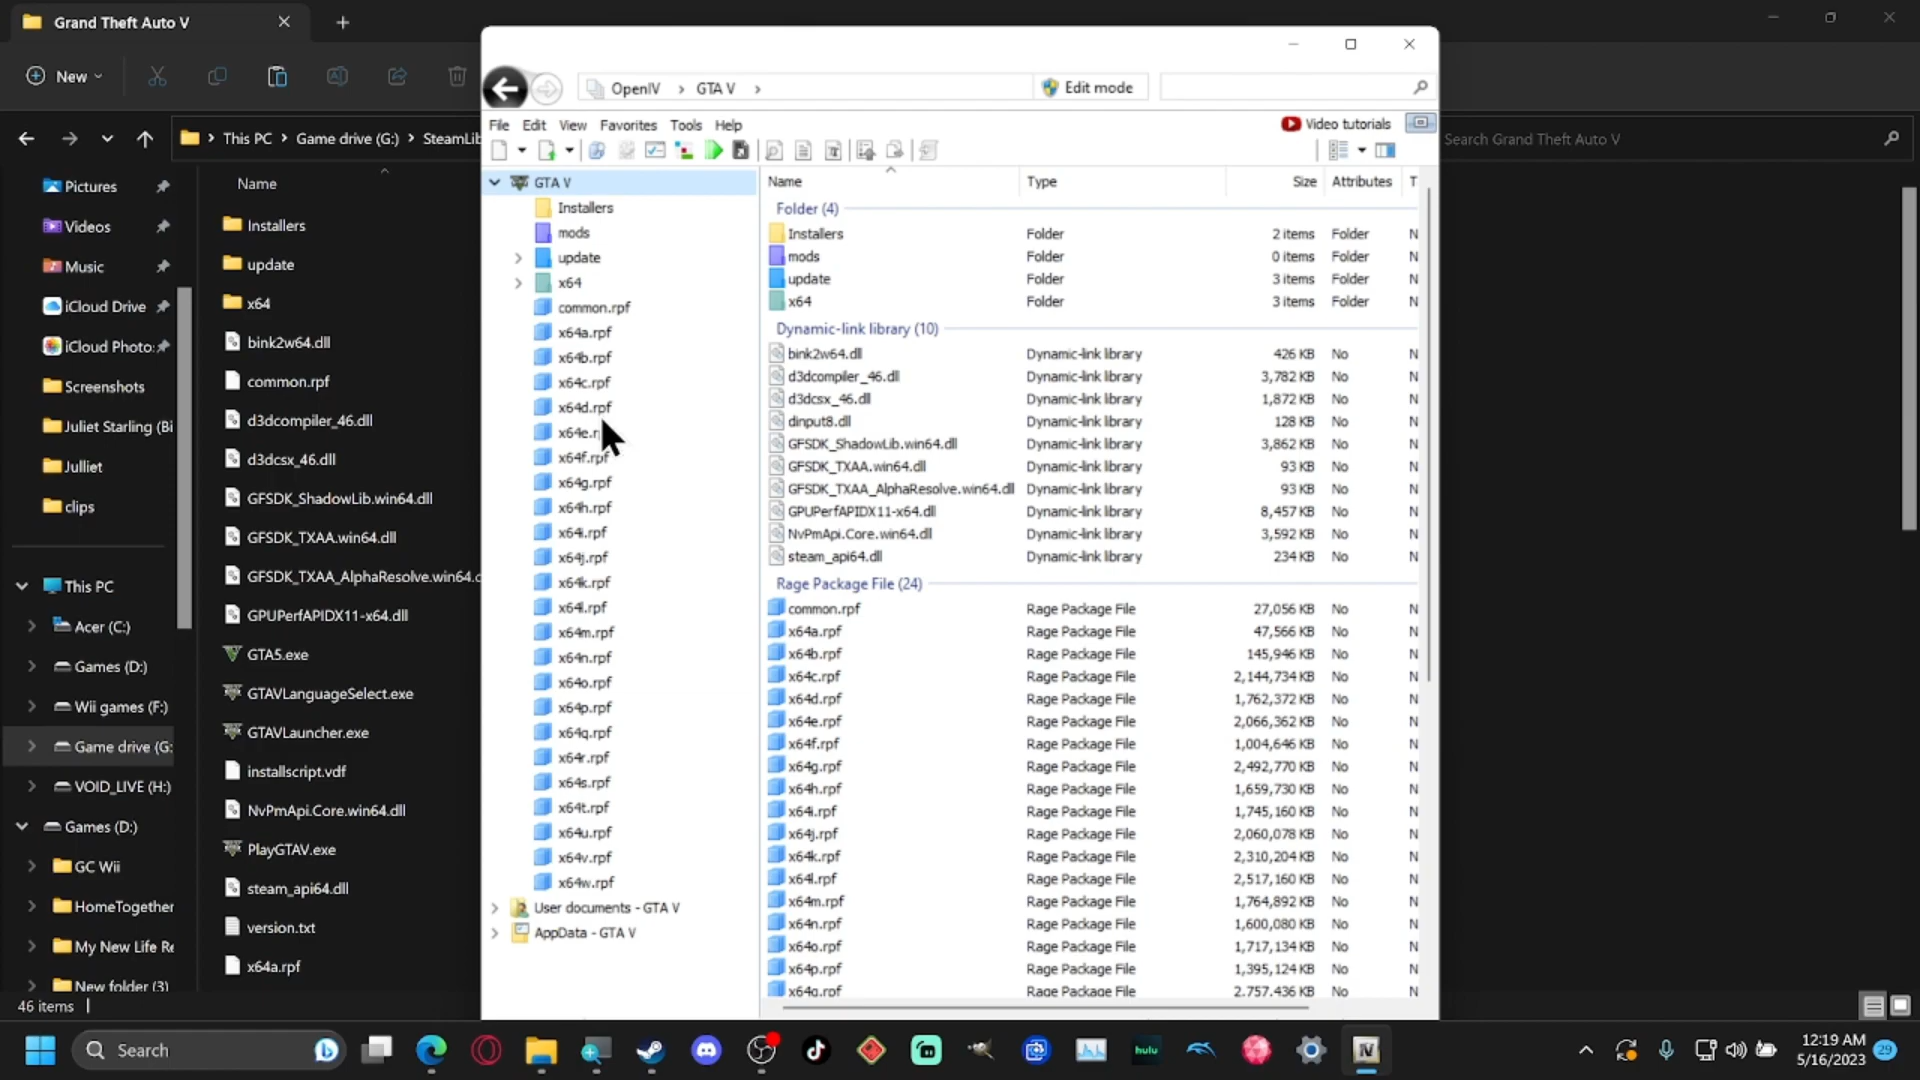 Grand Theft Auto V
New
This PC > Game drive (G:) > SteamLib
Search Grand Theft Auto V
Pictures
Videos
Music
iCloud Drive
iCloud Photo:
Screenshots
Juliet Starling (Bi
Julliet
clips
This PC
Acer (C:)
Games (D:)
Wii games (F:)
Game drive (G:
VOID_LIVE (H:)
Games (D:)
GC Wii
HomeTogether
My New Life Re
New folder (3)
46 items
Name
Installers
update
x64
bink2w64.dll
common.rpf
d3dcompiler_46.dll
d3dcsx_46.dll
GFSDK_ShadowLib.win64.dll
GFSDK_TXAA.win64.dll
GFSDK_TXAA_AlphaResolve.win64.d
GPUPerfAPIDX11-x64.dll
GTA5.exe
GTAVLanguageSelect.exe
GTAVLauncher.exe
installscript.vdf
NvPmApi.Core.win64.dll
PlayGTAV.exe
steam_api64.dll
version.txt
x64a.rpf
OpenIV > GTA V >
Edit mode
File Edit View Favorites Tools Help
Video tutorials
GTA V
Installers
mods
update
x64
common.rpf
x64a.rpf
x64b.rpf
x64c.rpf
x64d.rpf
x64e.r
x64f.rpf
x64g.rpf
x64h.rpf
x64i.rpf
x64j.rpf
x64k.rpf
x64l.rpf
x64m.rpf
x64n.rpf
x64o.rpf
x64p.rpf
x64q.rpf
x64r.rpf
x64s.rpf
x64t.rpf
x64u.rpf
x64v.rpf
x64w.rpf
User documents - GTA V
AppData - GTA V
Name Type Size Attributes T
Folder (4)
Installers Folder 2 items Folder N
mods Folder 0 items Folder N
update Folder 3 items Folder N
x64 Folder 3 items Folder N
Dynamic-link library (10)
bink2w64.dll Dynamic-link library 426 KB No N
d3dcompiler_46.dll Dynamic-link library 3,782 KB No N
d3dcsx_46.dll Dynamic-link library 1,872 KB No N
dinput8.dll Dynamic-link library 128 KB No N
GFSDK_ShadowLib.win64.dll Dynamic-link library 3,862 KB No N
GFSDK_TXAA.win64.dll Dynamic-link library 93 KB No N
GFSDK_TXAA_AlphaResolve.win64.dll Dynamic-link library 93 KB No N
GPUPerfAPIDX11-x64.dll Dynamic-link library 8,457 KB No N
NvPmApi.Core.win64.dll Dynamic-link library 3,592 KB No N
steam_api64.dll Dynamic-link library 234 KB No N
Rage Package File (24)
common.rpf Rage Package File 27,056 KB No N
x64a.rpf Rage Package File 47,566 KB No N
x64b.rpf Rage Package File 145,946 KB No N
x64c.rpf Rage Package File 2,144,734 KB No N
x64d.rpf Rage Package File 1,762,372 KB No N
x64e.rpf Rage Package File 2,066,362 KB No N
x64f.rpf Rage Package File 1,004,646 KB No N
x64g.rpf Rage Package File 2,492,770 KB No N
x64h.rpf Rage Package File 1,659,730 KB No N
x64i.rpf Rage Package File 1,745,160 KB No N
x64j.rpf Rage Package File 2,060,078 KB No N
x64k.rpf Rage Package File 2,310,204 KB No N
x64l.rpf Rage Package File 2,517,160 KB No N
x64m.rpf Rage Package File 1,764,892 KB No N
x64n.rpf Rage Package File 1,600,080 KB No N
x64o.rpf Rage Package File 1,717,134 KB No N
x64p.rpf Rage Package File 1,395,124 KB No N
x64q.rpf Rage Package File 2,757,436 KB No N
Search
hulu
12:19 AM
5/16/2023
29